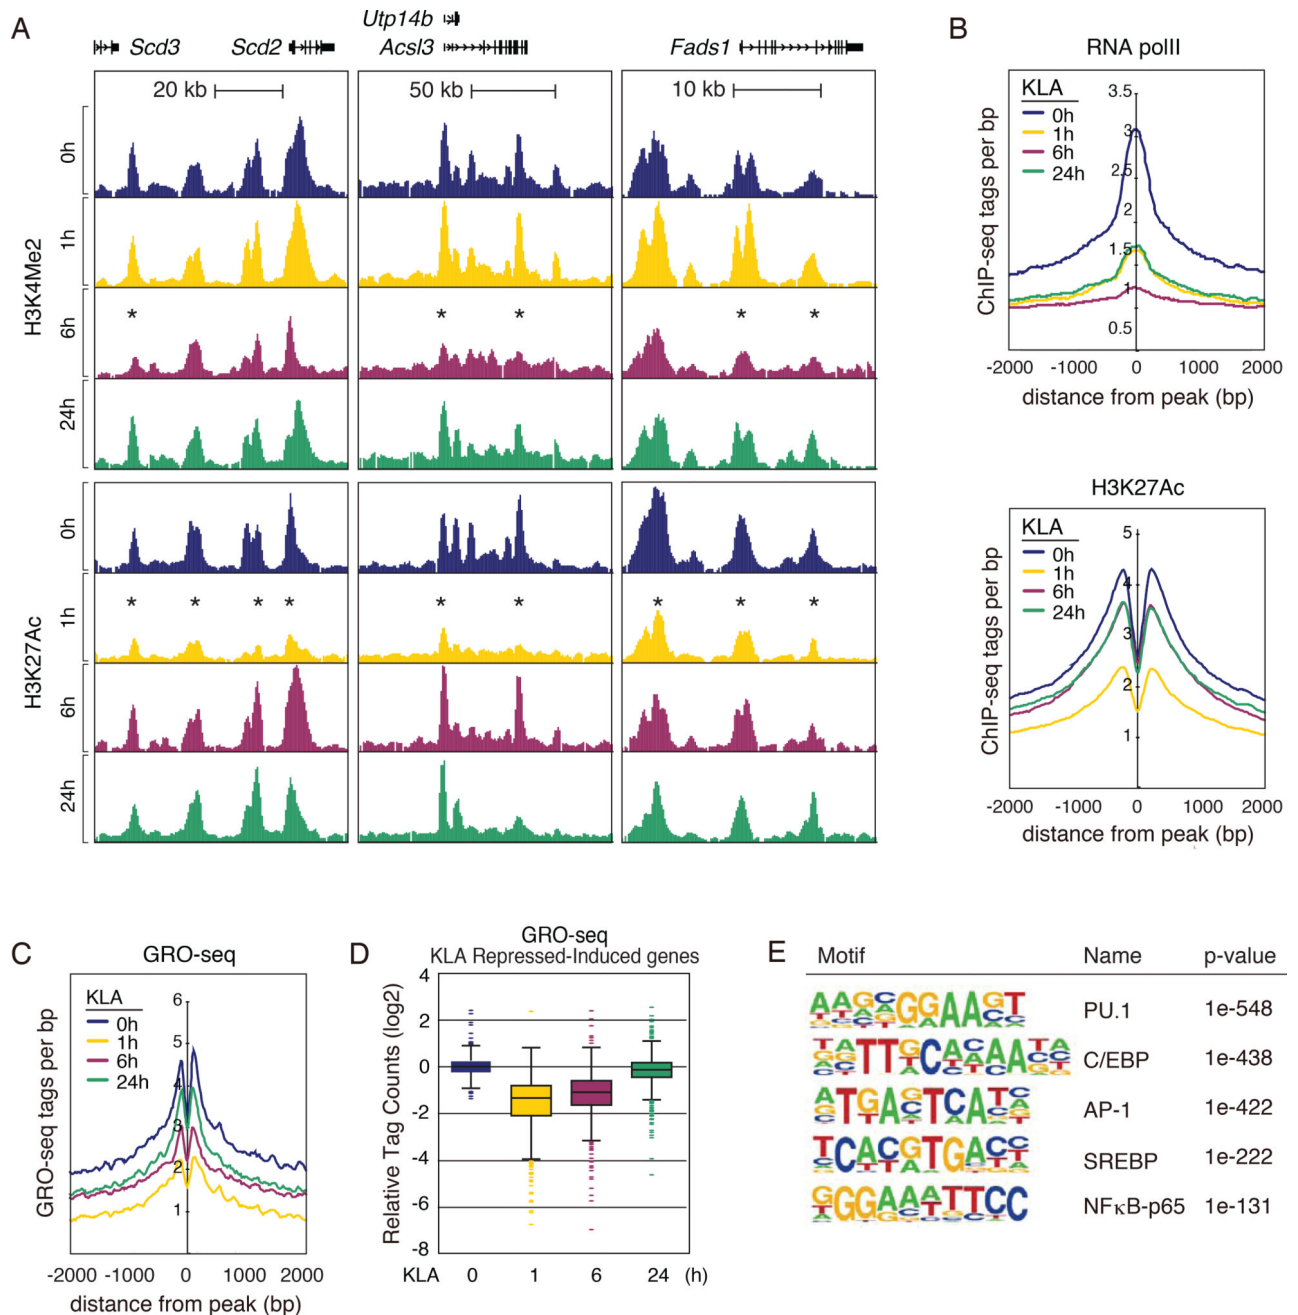 A
Utp14b
Scd3
Scd2
Acsl3
Fads1
20 kb
50 kb
10 kb
H3K4Me2
0h
1h
6h
* * * * *
24h
H3K27Ac
0h
1h
* * * * * * * * *
6h
24h
B
RNA polII
KLA
0h
1h
6h
24h
3.5
3
2.5
2
1.5
1
0.5
ChIP-seq tags per bp
-2000 -1000 0 1000 2000
distance from peak (bp)
H3K27Ac
KLA
0h
1h
6h
24h
5
4
3
2
1
ChIP-seq tags per bp
-2000 -1000 0 1000 2000
distance from peak (bp)
C
GRO-seq
KLA
0h
1h
6h
24h
6
5
4
3
2
1
GRO-seq tags per bp
-2000 -1000 0 1000 2000
distance from peak (bp)
D
GRO-seq
KLA Repressed-Induced genes
4
2
0
-2
-4
-6
-8
Relative Tag Counts (log2)
KLA 0 1 6 24 (h)
E
Motif Name p-value
PU.1 1e-548
C/EBP 1e-438
AP-1 1e-422
SREBP 1e-222
NFκB-p65 1e-131